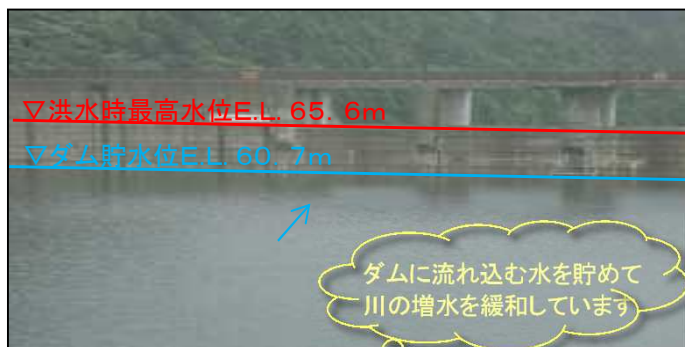 ▽洪水時最高水位E.L. 65. 6m
▽ダム貯水位E.L. 60. 7m
ダムに流れ込む水を貯めて
川の増水を緩和しています